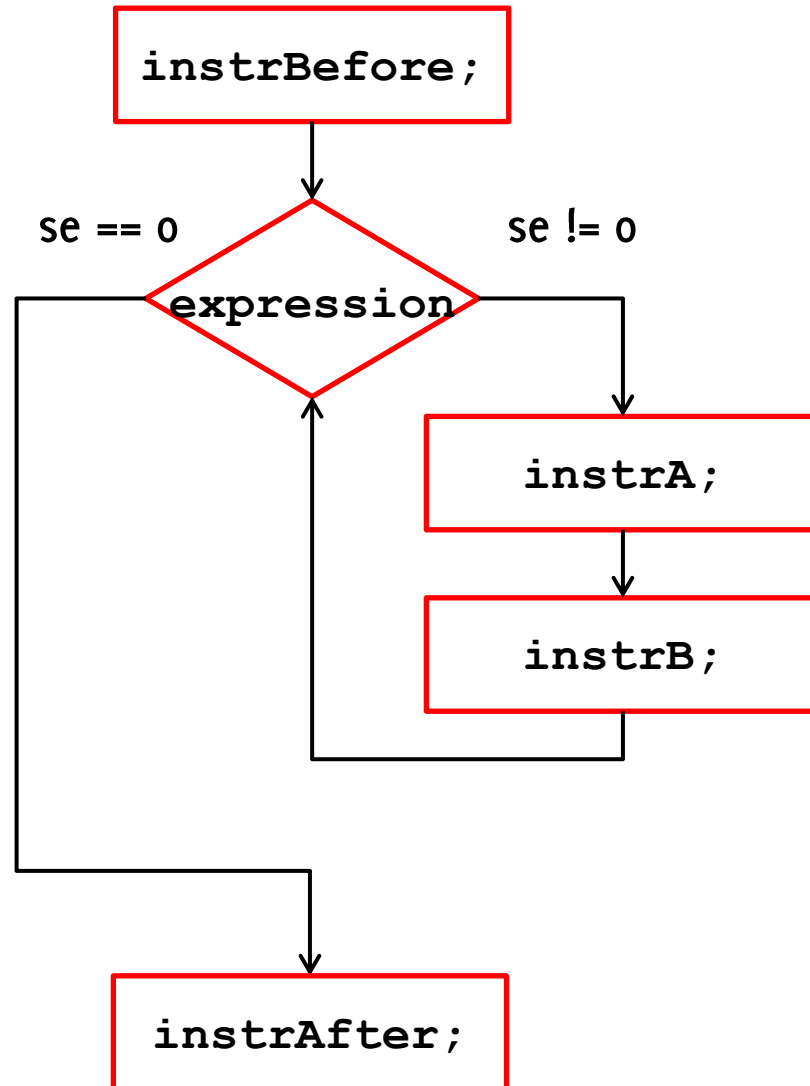 instrBefore;
se == 0
se != 0
expression
instrA;
instrB;
instrAfter;